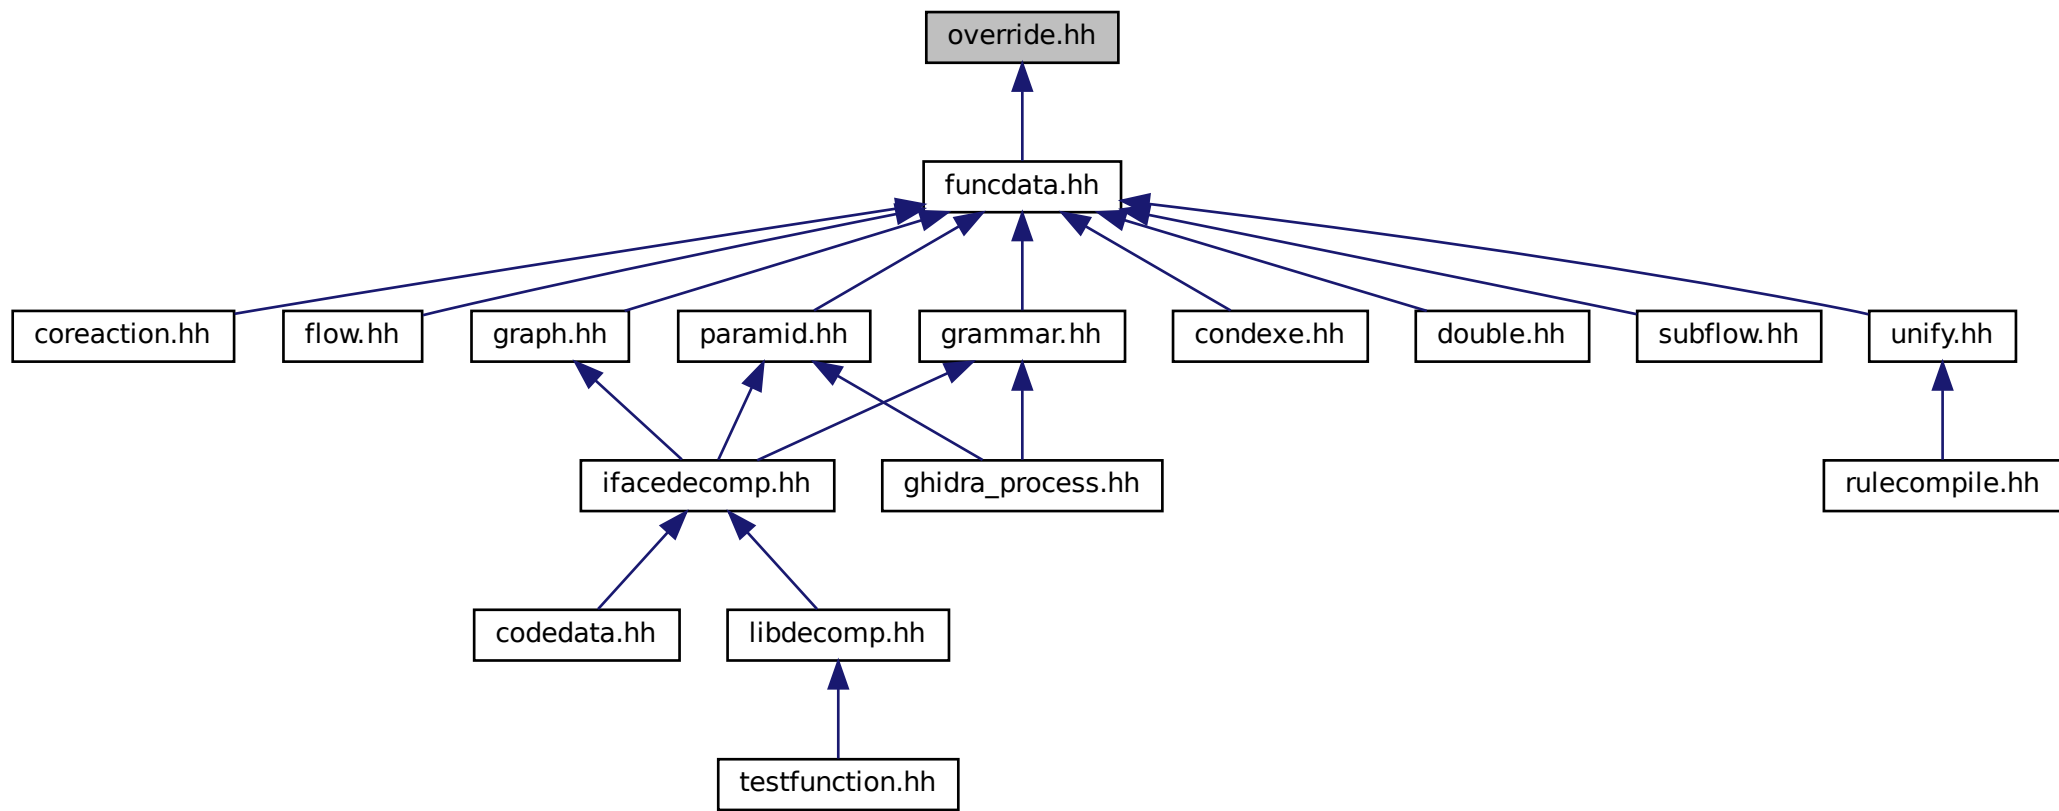 override.hh
funcdata.hh
coreaction.hh
flow.hh
graph.hh
paramid.hh
grammar.hh
condexe.hh
double.hh
subflow.hh
unify.hh
ifacedecomp.hh
ghidra_process.hh
rulecompile.hh
codedata.hh
libdecomp.hh
testfunction.hh